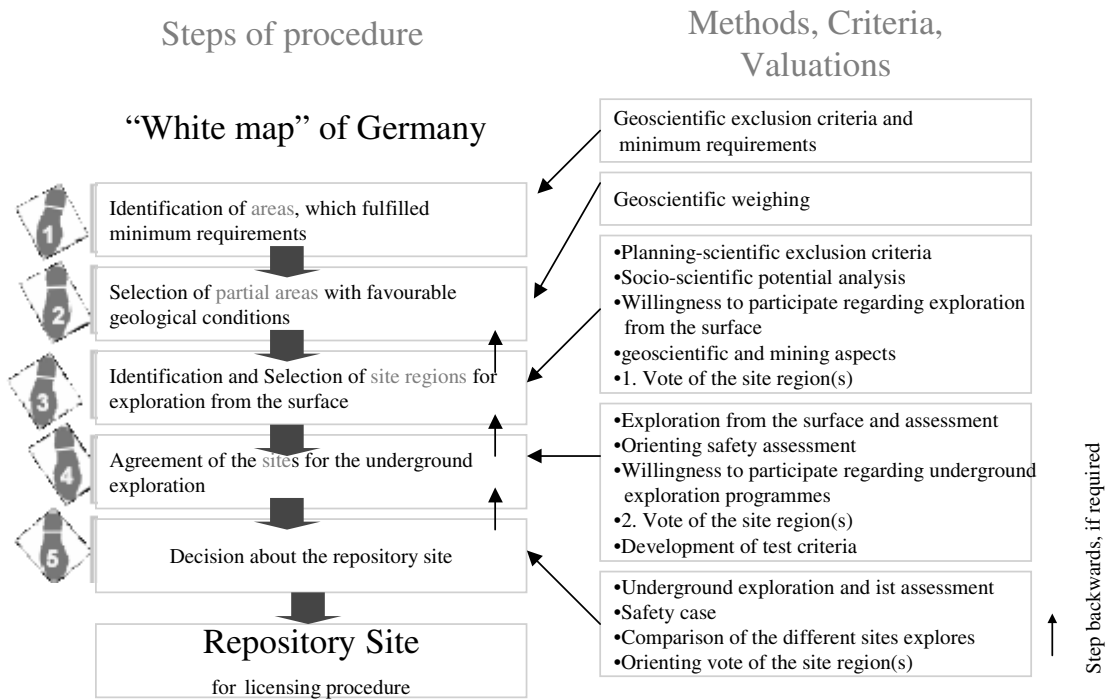 Steps of procedure
Methods, Criteria,
Valuations
“White map” of Germany
1
Identification of areas, which fulfilled
minimum requirements
2
Selection of partial areas with favourable
geological conditions
3
Identification and Selection of site regions for
exploration from the surface
4
Agreement of the sites for the underground
exploration
5
Decision about the repository site
Repository Site
for licensing procedure
Geoscientific exclusion criteria and
minimum requirements
Geoscientific weighing
•Planning-scientific exclusion criteria
•Socio-scientific potential analysis
•Willingness to participate regarding exploration
from the surface
•geoscientific and mining aspects
•1. Vote of the site region(s)
•Exploration from the surface and assessment
•Orienting safety assessment
•Willingness to participate regarding underground
exploration programmes
•2. Vote of the site region(s)
•Development of test criteria
•Underground exploration and ist assessment
•Safety case
•Comparison of the different sites explores
•Orienting vote of the site region(s)
Step backwards, if required